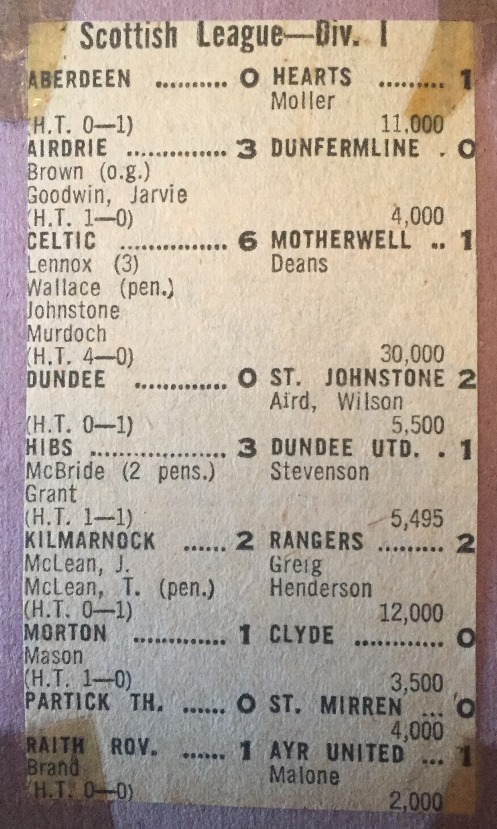 Scottish League—Div. I
ABERDEEN .......... 0 HEARTS ......... 1
Moller
(H.T. 0—1) 11,000
AIRDRIE .............. 3 DUNFERMLINE . 0
Brown (o.g.)
Goodwin, Jarvie
(H.T. 1—0) 4,000
CELTIC ............... 6 MOTHERWELL .. 1
Lennox (3) Deans
Wallace (pen.)
Johnstone
Murdoch
(H.T. 4—0) 30,000
DUNDEE ............. 0 ST. JOHNSTONE 2
Aird, Wilson
(H.T. 0—1) 5,500
HIBS .................. 3 DUNDEE UTD. . 1
McBride (2 pens.) Stevenson
Grant
(H.T. 1—1) 5,495
KILMARNOCK ...... 2 RANGERS ......... 2
McLean, J. Greig
McLean, T. (pen.) Henderson
(H.T. 0—1) 12,000
MORTON ............. 1 CLYDE ............ 0
Mason
(H.T. 1—0) 3,500
PARTICK TH. ...... 0 ST. MIRREN ... 0
4,000
RAITH ROV. ...... 1 AYR UNITED ... 1
Brand Malone
(H.T. 0—0) 2,000